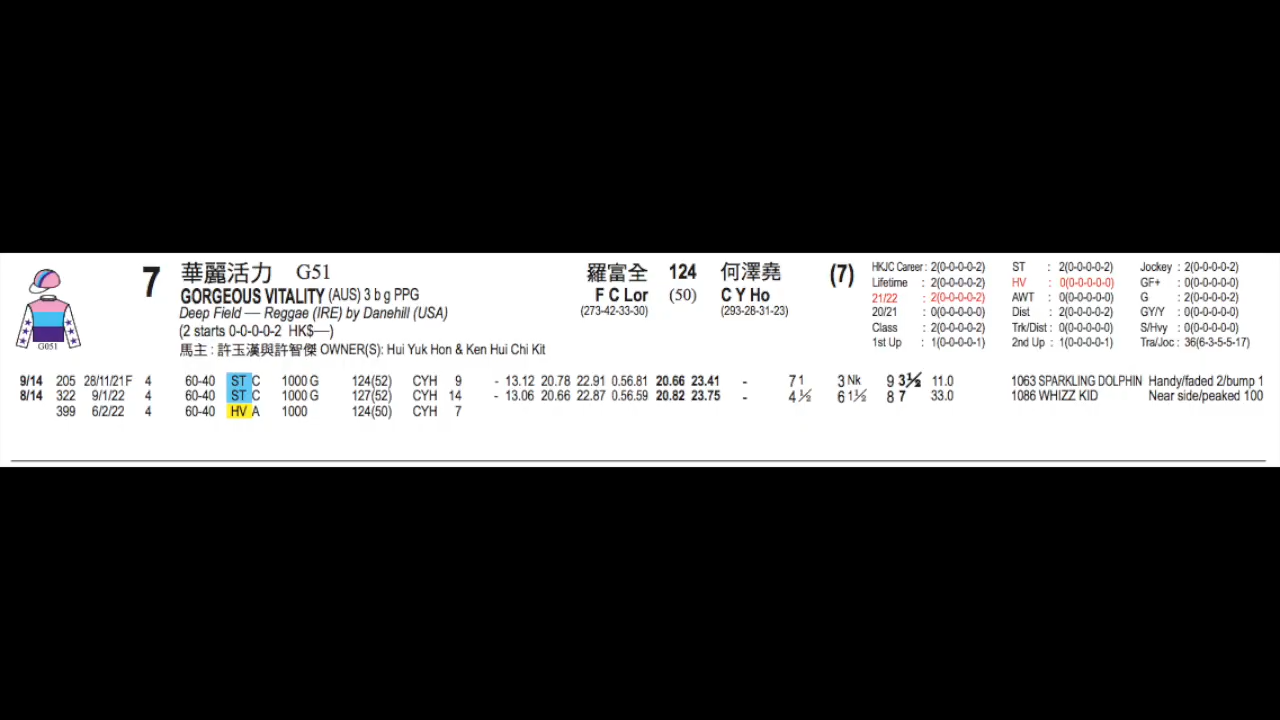 7 華麗活力 G51 羅富全 124 何澤堯 (7) HKJC Career : 2(0-0-0-0-2) ST : 2(0-0-0-0-2) Jockey : 2(0-0-0-0-2)
GORGEOUS VITALITY (AUS) 3 b g PPG F C Lor (50) C Y Ho Lifetime : 2(0-0-0-0-2) HV : 0(0-0-0-0-0) GF+ : 0(0-0-0-0-0)
Deep Field — Reggae (IRE) by Danehill (USA) (273-42-33-30) (293-28-31-23) 21/22 : 2(0-0-0-0-2) AWT : 0(0-0-0-0-0) G : 2(0-0-0-0-2)
20/21 : 0(0-0-0-0-0) Dist : 2(0-0-0-0-2) GY/Y : 0(0-0-0-0-0)
(2 starts 0-0-0-0-2 HK$—) Class : 2(0-0-0-0-2) Trk/Dist : 0(0-0-0-0-0) S/Hvy : 0(0-0-0-0-0)
G051 馬主 : 許玉漢與許智傑 OWNER(S): Hui Yuk Hon & Ken Hui Chi Kit 1st Up : 1(0-0-0-0-1) 2nd Up : 1(0-0-0-0-1) Tra/Joc : 36(6-3-5-5-17)
9/14 205 28/11/21F 4 60-40 ST C 1000 G 124(52) CYH 9 - 13.12 20.78 22.91 0.56.81 20.66 23.41 - 7 1 3 Nk 9 3½ 11.0 1063 SPARKLING DOLPHIN Handy/faded 2/bump 1
8/14 322 9/1/22 4 60-40 ST C 1000 G 127(52) CYH 14 - 13.06 20.66 22.87 0.56.59 20.82 23.75 - 4 ½ 6 1½ 8 7 33.0 1086 WHIZZ KID Near side/peaked 100
399 6/2/22 4 60-40 HV A 1000 124(50) CYH 7